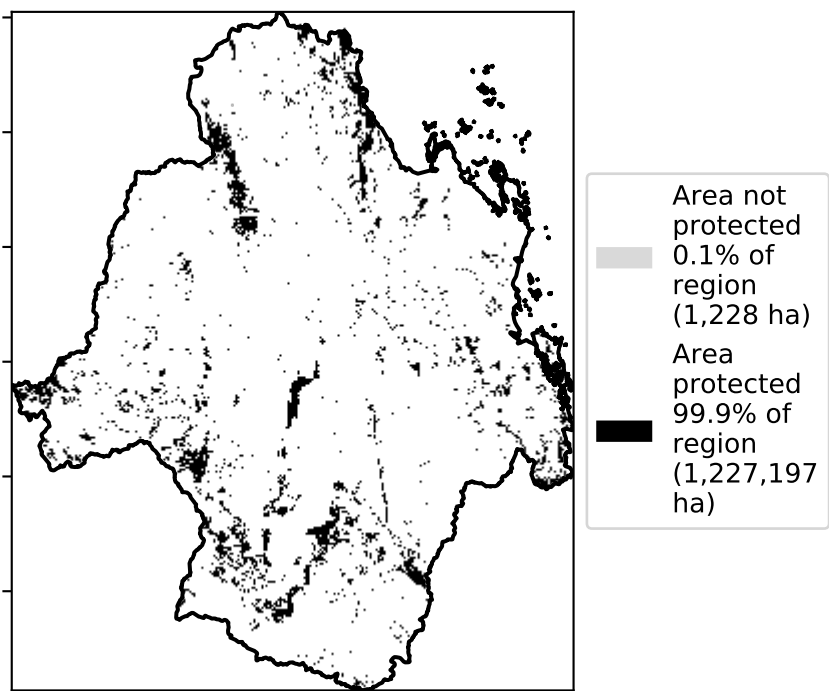 Area not
protected
0.1% of
region
(1,228 ha)
Area
protected
99.9% of
region
(1,227,197
ha)